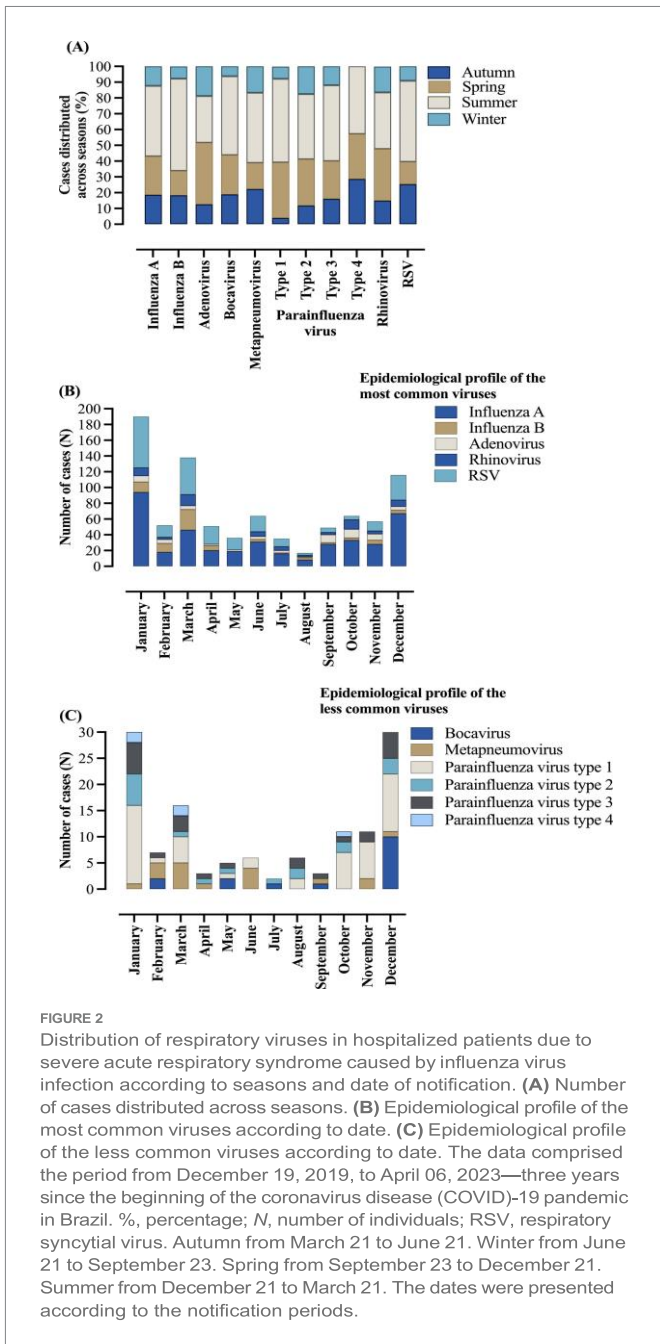 (A)
100
90
80
70
60
50
40
30
20
10
0
Cases distributed
across seasons (%)
Autumn
Spring
Summer
Winter
Influenza A
Influenza B
Adenovirus
Bocavirus
Metapneumovirus
Type 1
Type 2
Type 3
Type 4
Rhinovirus
RSV
Parainfluenza
virus
(B)
Epidemiological profile of the
most common viruses
200
180
160
140
120
100
80
60
40
20
0
Number of cases (N)
Influenza A
Influenza B
Adenovirus
Rhinovirus
RSV
January
February
March
April
May
June
July
August
September
October
November
December
(C)
Epidemiological profile of the
less common viruses
30
25
20
15
10
5
0
Number of cases (N)
Bocavirus
Metapneumovirus
Parainfluenza virus type 1
Parainfluenza virus type 2
Parainfluenza virus type 3
Parainfluenza virus type 4
January
February
March
April
May
June
July
August
September
October
November
December
FIGURE 2
Distribution of respiratory viruses in hospitalized patients due to
severe acute respiratory syndrome caused by influenza virus
infection according to seasons and date of notification. (A) Number
of cases distributed across seasons. (B) Epidemiological profile of the
most common viruses according to date. (C) Epidemiological profile
of the less common viruses according to date. The data comprised
the period from December 19, 2019, to April 06, 2023—three years
since the beginning of the coronavirus disease (COVID)-19 pandemic
in Brazil. %, percentage; N, number of individuals; RSV, respiratory
syncytial virus. Autumn from March 21 to June 21. Winter from June
21 to September 23. Spring from September 23 to December 21.
Summer from December 21 to March 21. The dates were presented
according to the notification periods.